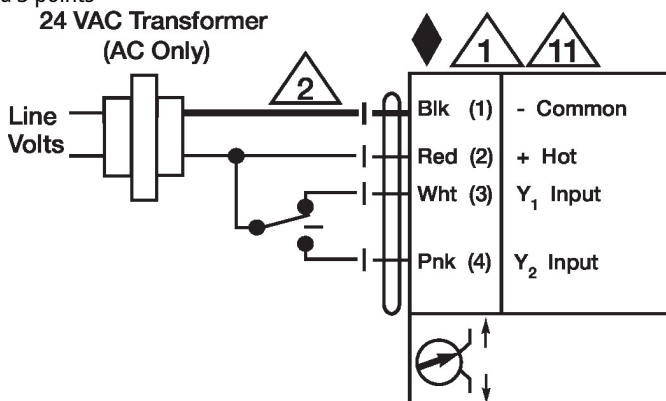 points
24 VAC Transformer
(AC Only)
1
11
2
Line
Volts
Blk (1) - Common
Red (2) + Hot
Wht (3) Y1 Input
Pnk (4) Y2 Input